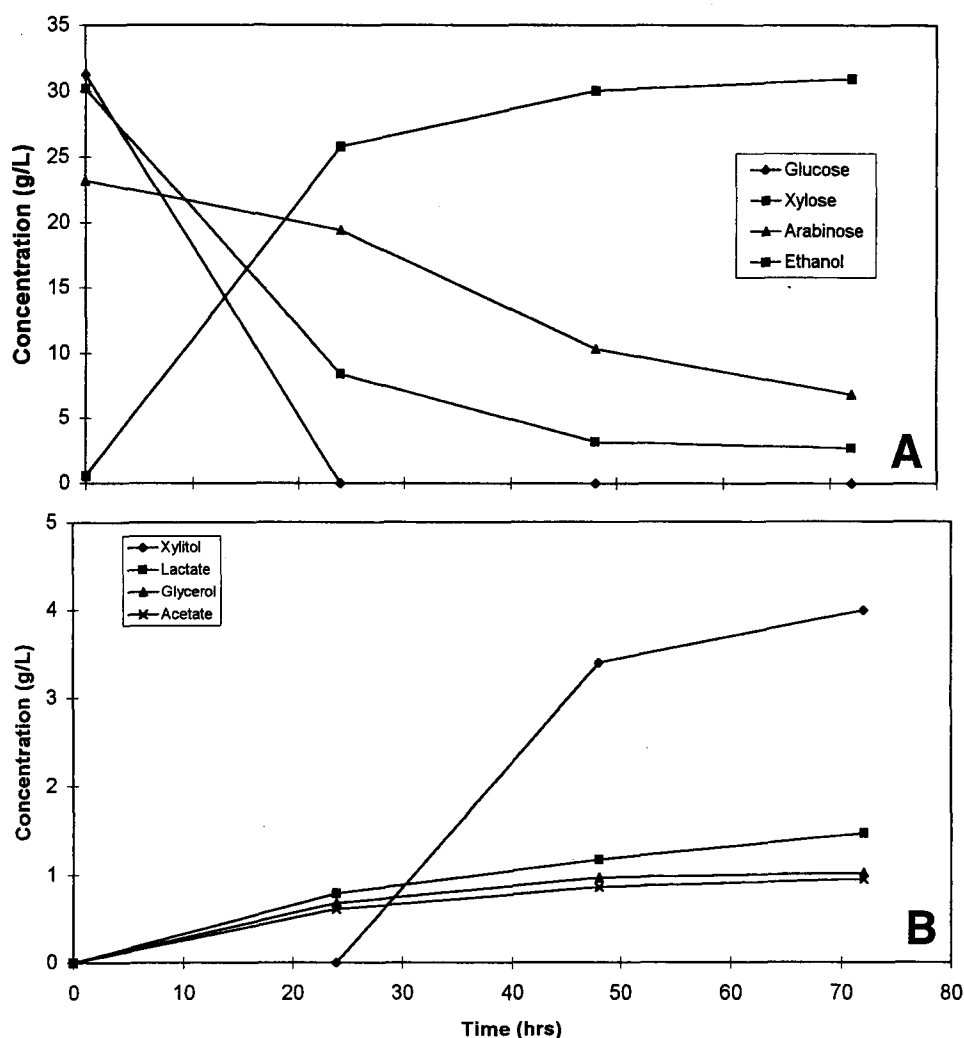 35
30
25
20
15
10
5
0
Concentration (g/L)
Glucose
Xylose
Arabinose
Ethanol
A
5
4
3
2
1
0
Concentration (g/L)
Xylitol
Lactate
Glycerol
Acetate
B
0 10 20 30 40 50 60 70 80
Time (hrs)